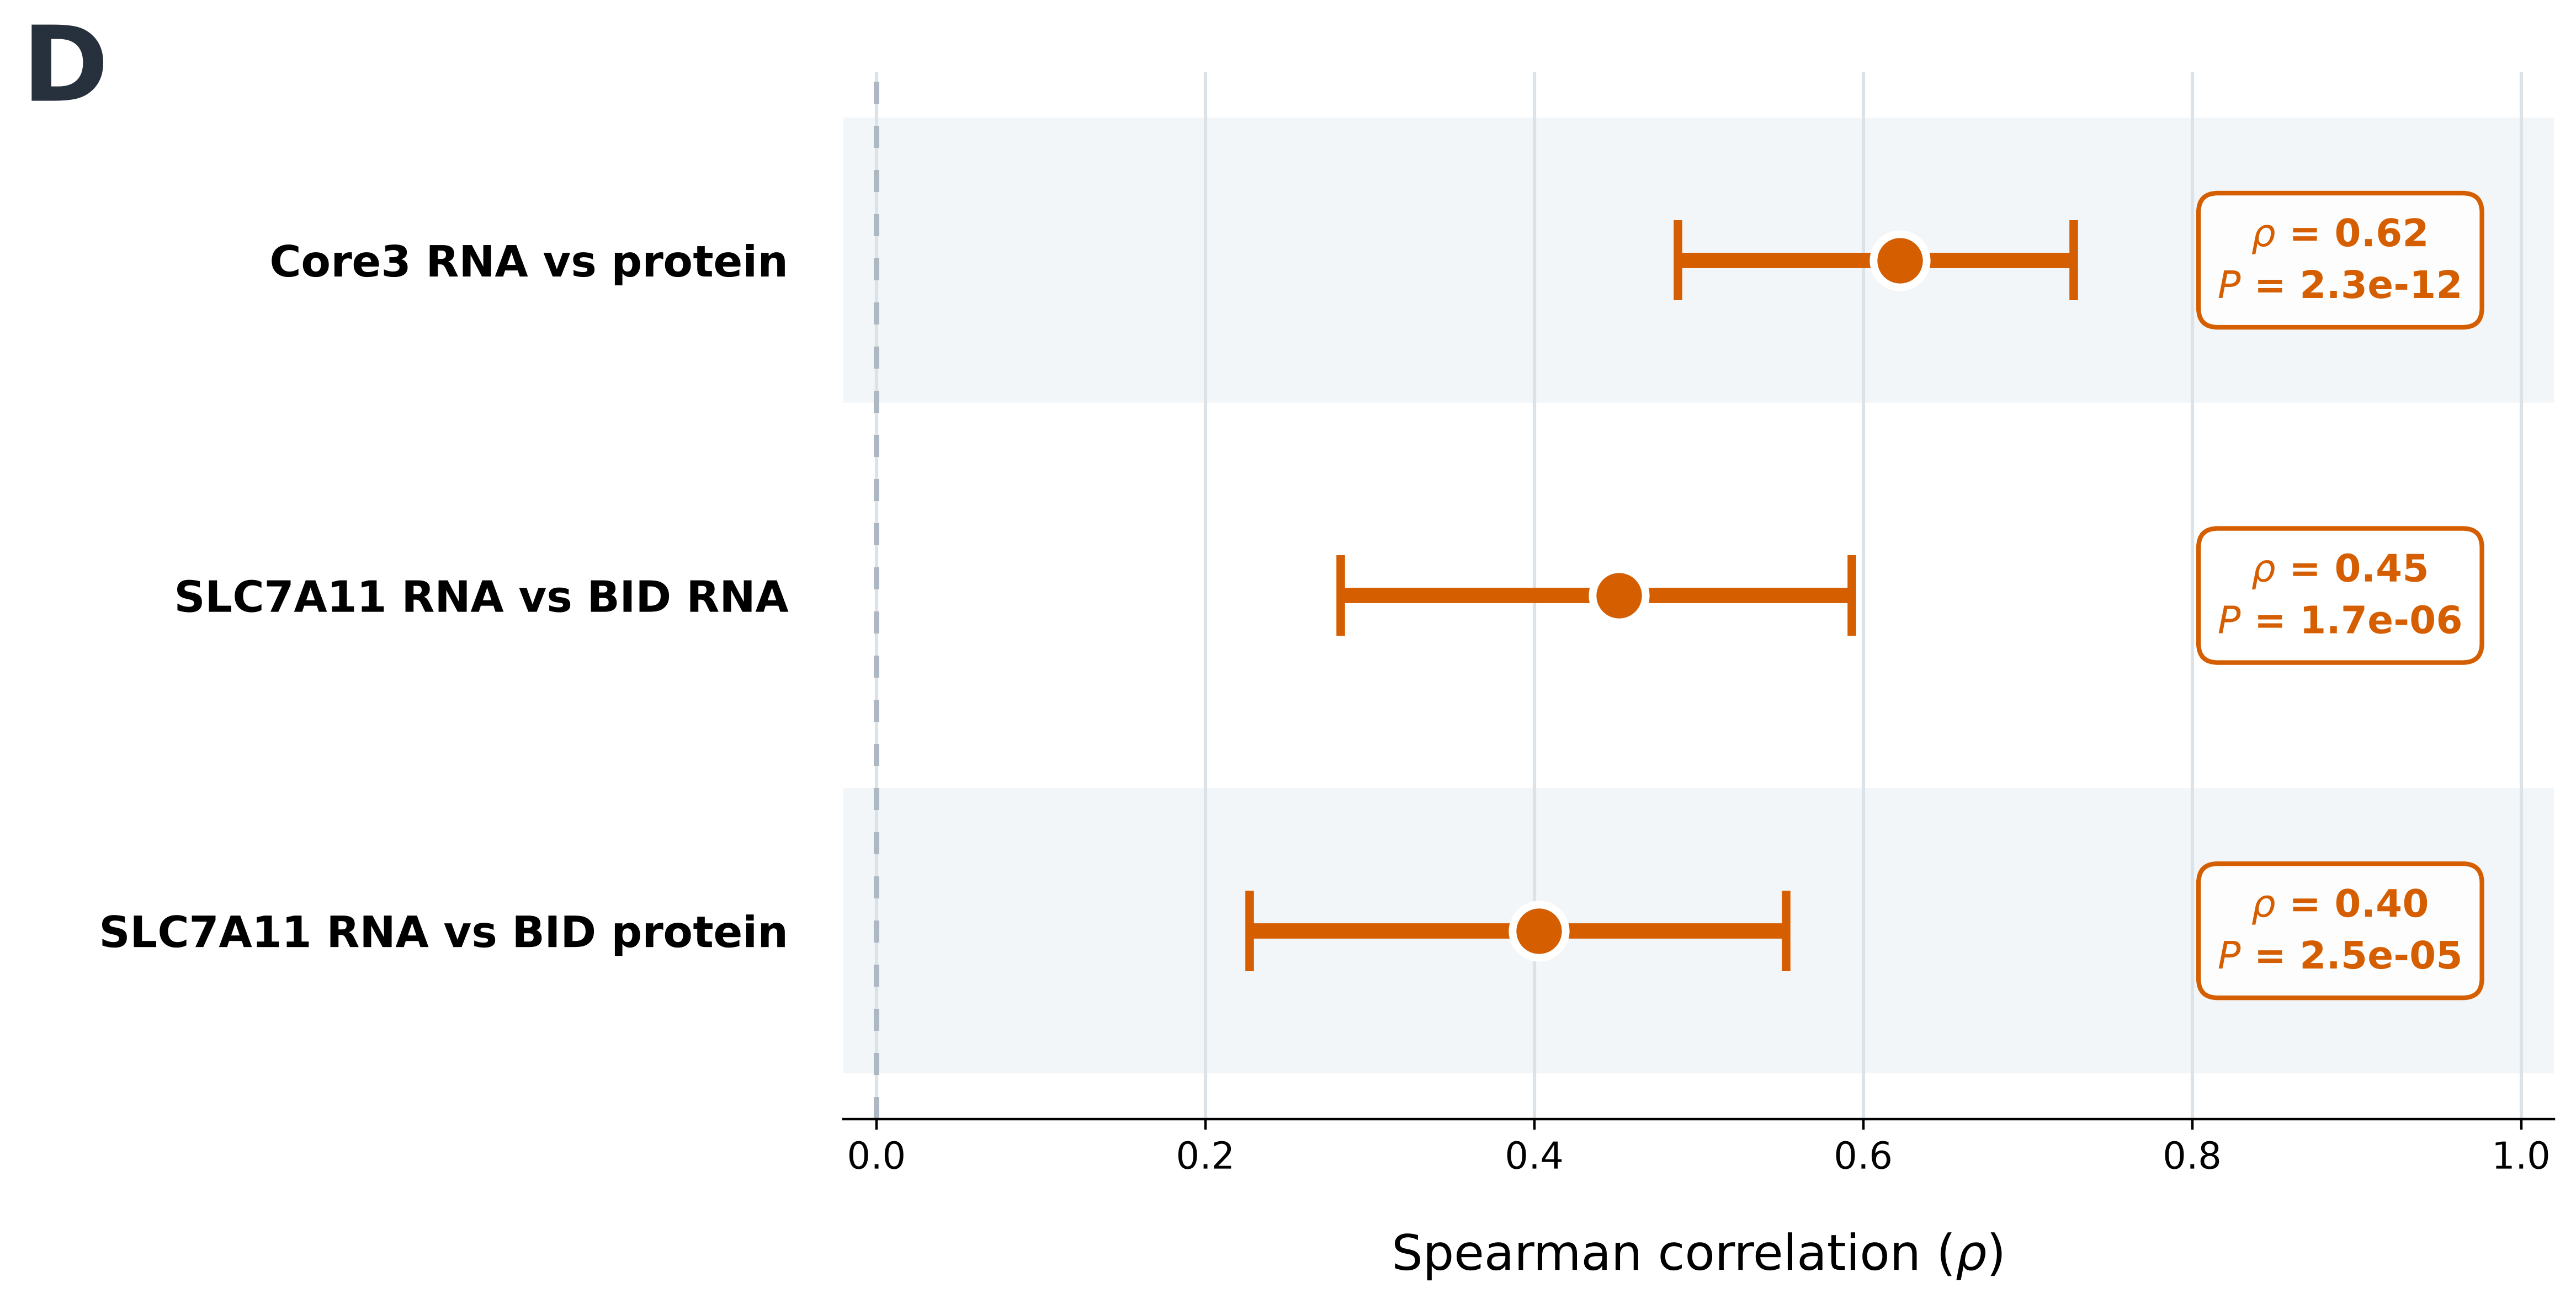 D
Core3 RNA vs protein
ρ = 0.62
P = 2.3e-12
SLC7A11 RNA vs BID RNA
ρ = 0.45
P = 1.7e-06
SLC7A11 RNA vs BID protein
ρ = 0.40
P = 2.5e-05
0.0 0.2 0.4 0.6 0.8 1.0
Spearman correlation (ρ)